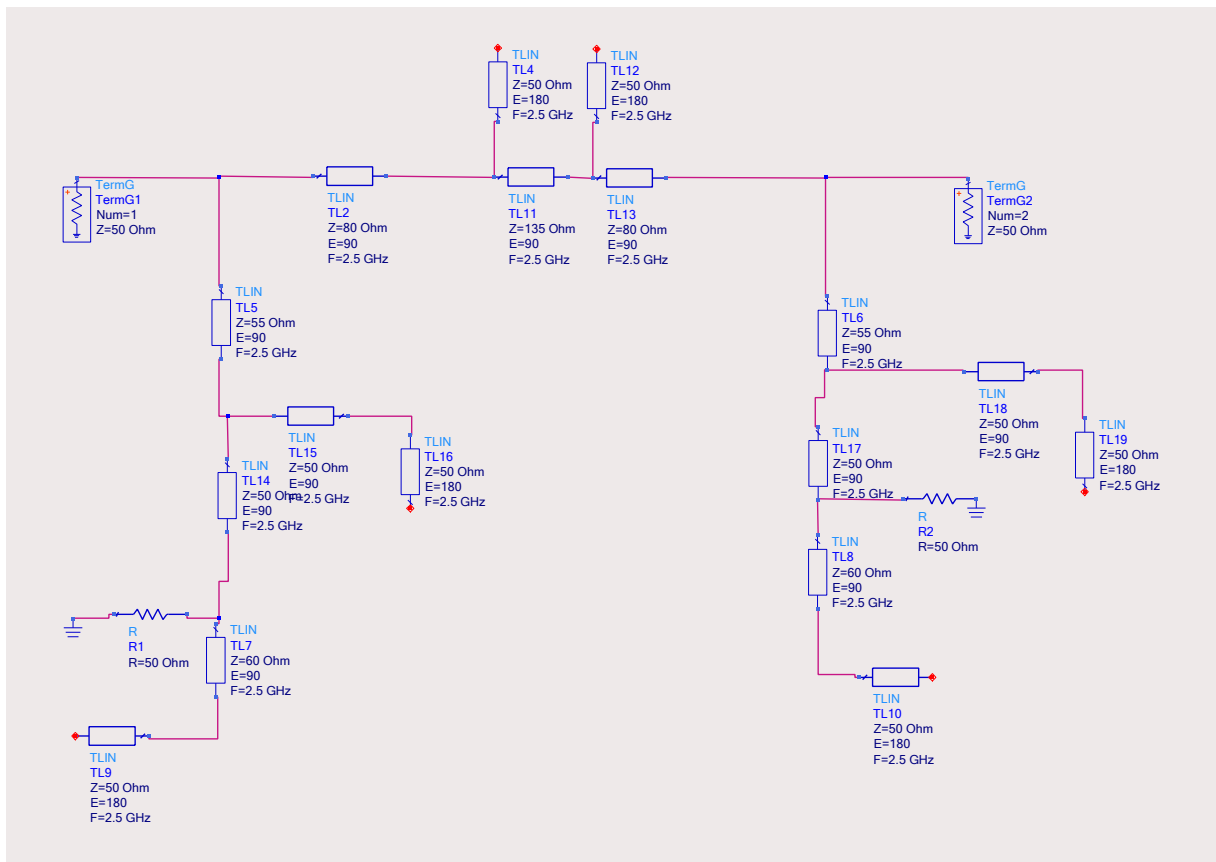 TLIN
TL4
Z=50 Ohm
E=180
F=2.5 GHz
TLIN
TL12
Z=50 Ohm
E=180
F=2.5 GHz
TermG
TermG1
Num=1
Z=50 Ohm
TLIN
TL2
Z=80 Ohm
E=90
F=2.5 GHz
TLIN
TL11
Z=135 Ohm
E=90
F=2.5 GHz
TLIN
TL13
Z=80 Ohm
E=90
F=2.5 GHz
TermG
TermG2
Num=2
Z=50 Ohm
TLIN
TL5
Z=55 Ohm
E=90
F=2.5 GHz
TLIN
TL6
Z=55 Ohm
E=90
F=2.5 GHz
TLIN
TL18
Z=50 Ohm
E=90
F=2.5 GHz
TLIN
TL19
Z=50 Ohm
E=180
F=2.5 GHz
TLIN
TL15
Z=50 Ohm
E=90
F=2.5 GHz
TLIN
TL16
Z=50 Ohm
E=180
F=2.5 GHz
TLIN
TL14
Z=50 Ohm
E=90
F=2.5 GHz
TLIN
TL17
Z=50 Ohm
E=90
F=2.5 GHz
R
R2
R=50 Ohm
TLIN
TL8
Z=60 Ohm
E=90
F=2.5 GHz
R
R1
R=50 Ohm
TLIN
TL7
Z=60 Ohm
E=90
F=2.5 GHz
TLIN
TL10
Z=50 Ohm
E=180
F=2.5 GHz
TLIN
TL9
Z=50 Ohm
E=180
F=2.5 GHz